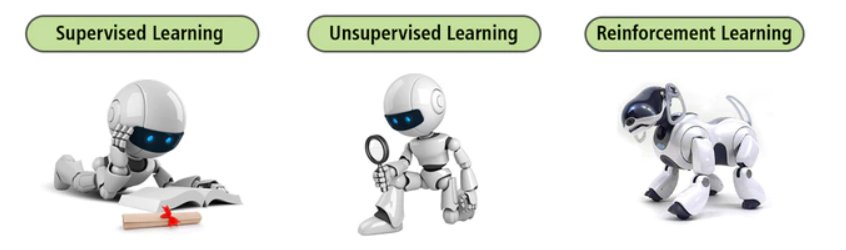 Supervised Learning
Unsupervised Learning
Reinforcement Learning